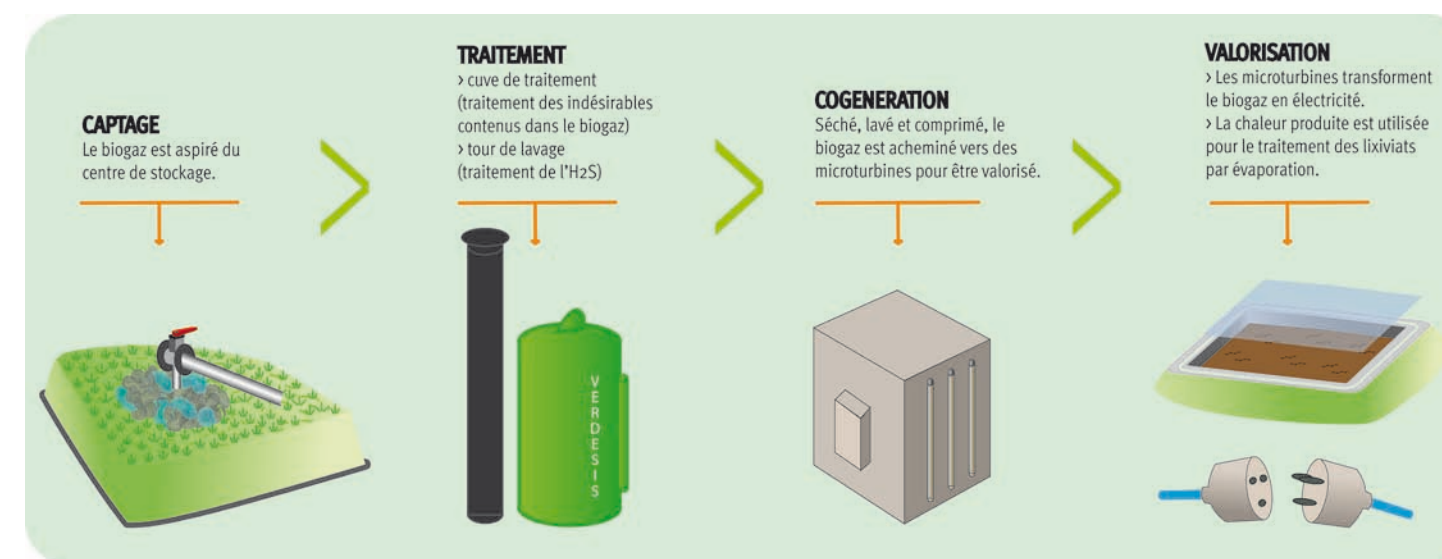 CAPTAGE
Le biogaz est aspiré du
centre de stockage.
TRAITEMENT
> cuve de traitement
(traitement des indésirables
contenus dans le biogaz)
> tour de lavage
(traitement de l'H2S)
VERDESIS
COGENERATION
Séché, lavé et comprimé, le
biogaz est acheminé vers des
microturbines pour être valorisé.
VALORISATION
> Les microturbines transforment
le biogaz en électricité.
> La chaleur produite est utilisée
pour le traitement des lixiviats
par évaporation.